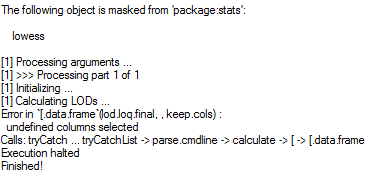 The following object is masked from 'package:stats':
lowess
[1] Processing arguments ...
[1] >>> Processing part 1 of 1
[1] Initializing ...
[1] Calculating LODs ...
Error in `[.data.frame`(lod.loq.final, , keep.cols) :
undefined columns selected
Calls: tryCatch ... tryCatchList -> parse.cmdline -> calculate -> [ -> [.data.frame
Execution halted
Finished!